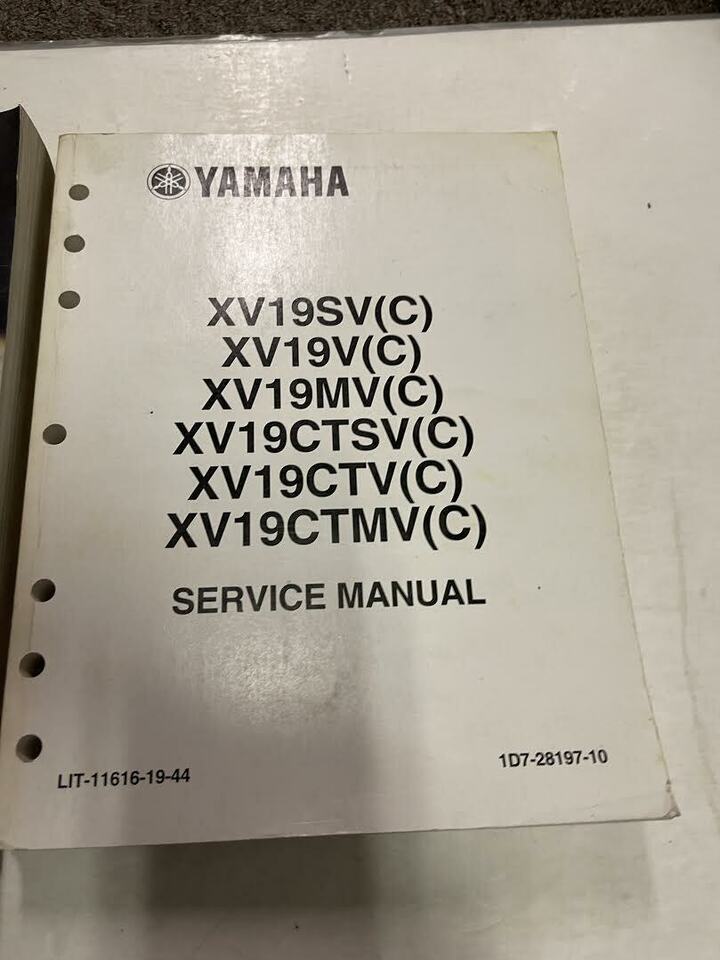 YAMAHA
XV19SV(C)
XV19V(C)
XV19MV(C)
XV19CTSV(C)
XV19CTV(C)
XV19CTMV(C)
SERVICE MANUAL
LIT-11616-19-44
1D7-28197-10